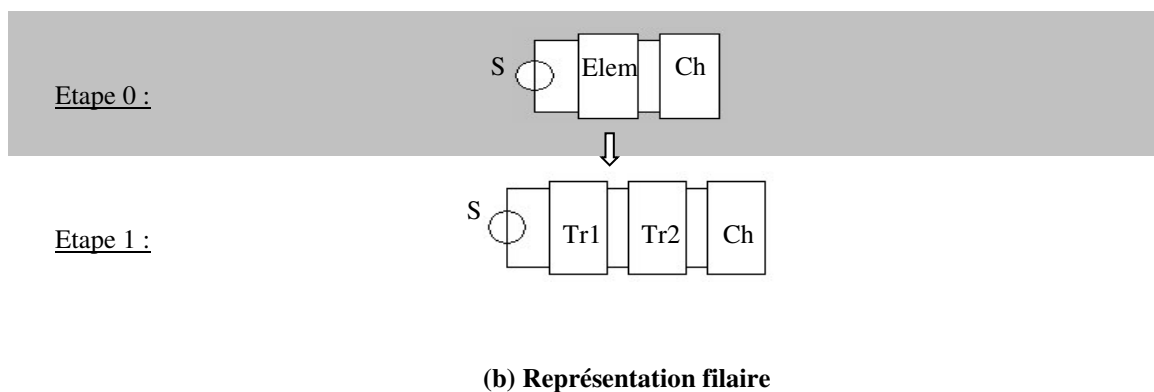 S Elem Ch
Etape 0 :
S Tr1 Tr2 Ch
Etape 1 :
(b) Représentation filaire